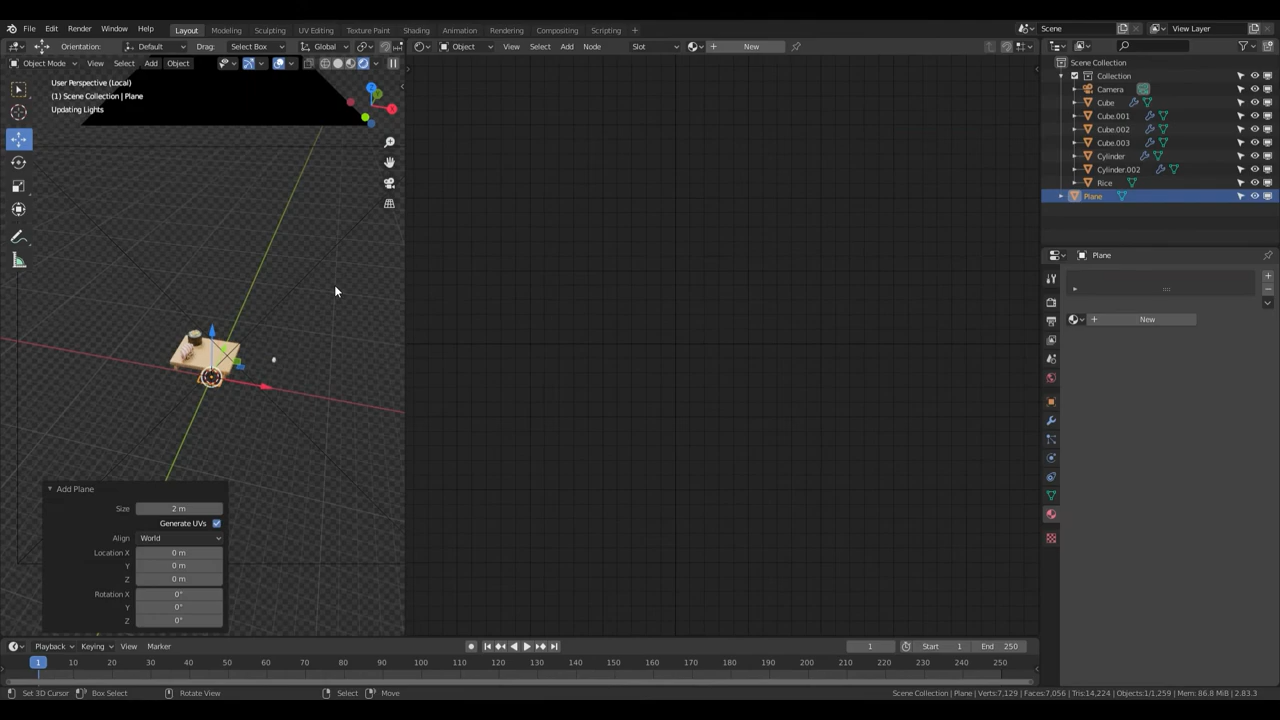 File Edit Render Window Help Layout Modeling Sculpting UV Editing Texture Paint Shading Animation Rendering Compositing Scripting + Scene View Layer
Orientation: Default Drag: Select Box Global Object View Select Add Node Slot + New
Object Mode View Select Add Object
User Perspective (Local)
(1) Scene Collection | Plane
Updating Lights
X
Y
Z
Scene Collection
Collection
Camera
Cube
Cube.001
Cube.002
Cube.003
Cylinder
Cylinder.002
Rice
Plane
Plane
+ New
Add Plane
Size 2 m
Generate UVs
Align World
Location X 0 m
Y 0 m
Z 0 m
Rotation X 0°
Y 0°
Z 0°
Playback Keying View Marker 1 Start 1 End 250
1 10 20 30 40 50 60 70 80 90 100 110 120 130 140 150 160 170 180 190 200 210 220 230 240 250
Set 3D Cursor Box Select Rotate View Select Move Scene Collection | Plane | Verts:7,129 | Faces:7,056 | Tris:14,224 | Objects:1/1,259 | Mem: 86.8 MiB | 2.83.3